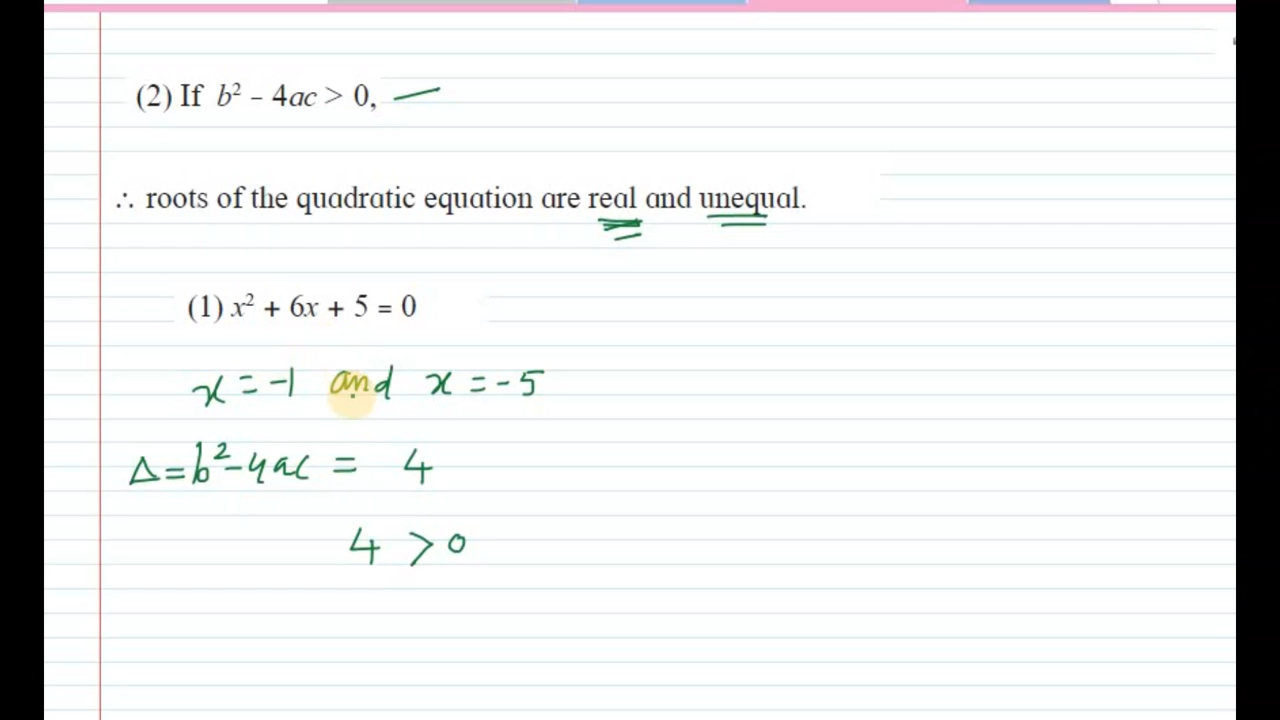 (2) If b² – 4ac > 0,
∴ roots of the quadratic equation are real and unequal.
(1) x² + 6x + 5 = 0
x = -1 and x = -5
Δ = b² - 4ac = 4
4 > 0